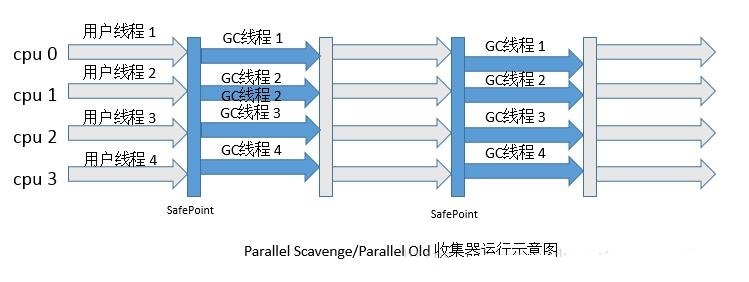 用户线程 1
GC线程 1
GC线程 1
cpu 0
用户线程 2
GC线程 2
GC线程 2
cpu 1
GC线程 2
用户线程 3
GC线程 3
GC线程 3
cpu 2
用户线程 4
GC线程 4
GC线程 4
cpu 3
SafePoint
SafePoint
Parallel Scavenge/Parallel Old 收集器运行示意图